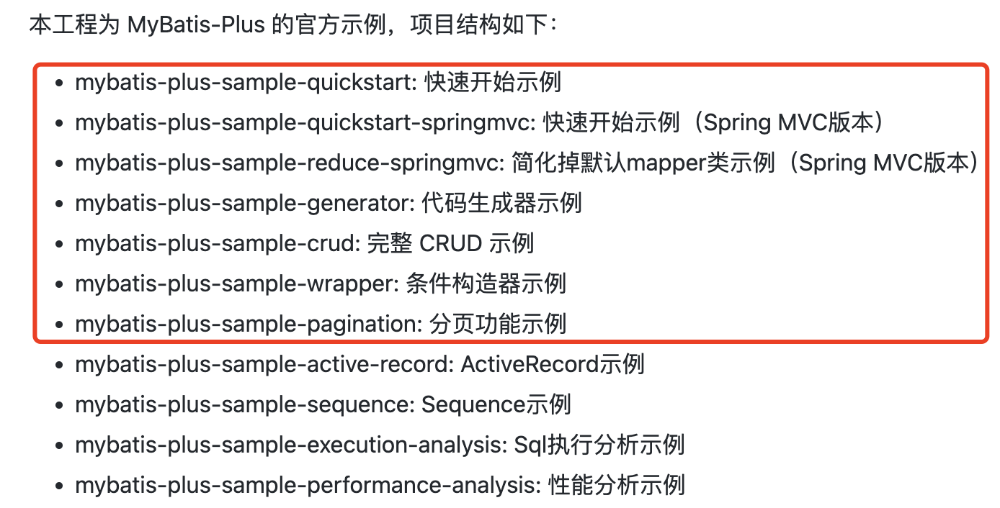 本工程为 MyBatis-Plus 的官方示例，项目结构如下：
• mybatis-plus-sample-quickstart: 快速开始示例
• mybatis-plus-sample-quickstart-springmvc: 快速开始示例（Spring MVC版本）
• mybatis-plus-sample-reduce-springmvc: 简化掉默认mapper类示例（Spring MVC版本）
• mybatis-plus-sample-generator: 代码生成器示例
• mybatis-plus-sample-crud: 完整 CRUD 示例
• mybatis-plus-sample-wrapper: 条件构造器示例
• mybatis-plus-sample-pagination: 分页功能示例
• mybatis-plus-sample-active-record: ActiveRecord示例
• mybatis-plus-sample-sequence: Sequence示例
• mybatis-plus-sample-execution-analysis: Sql执行分析示例
• mybatis-plus-sample-performance-analysis: 性能分析示例